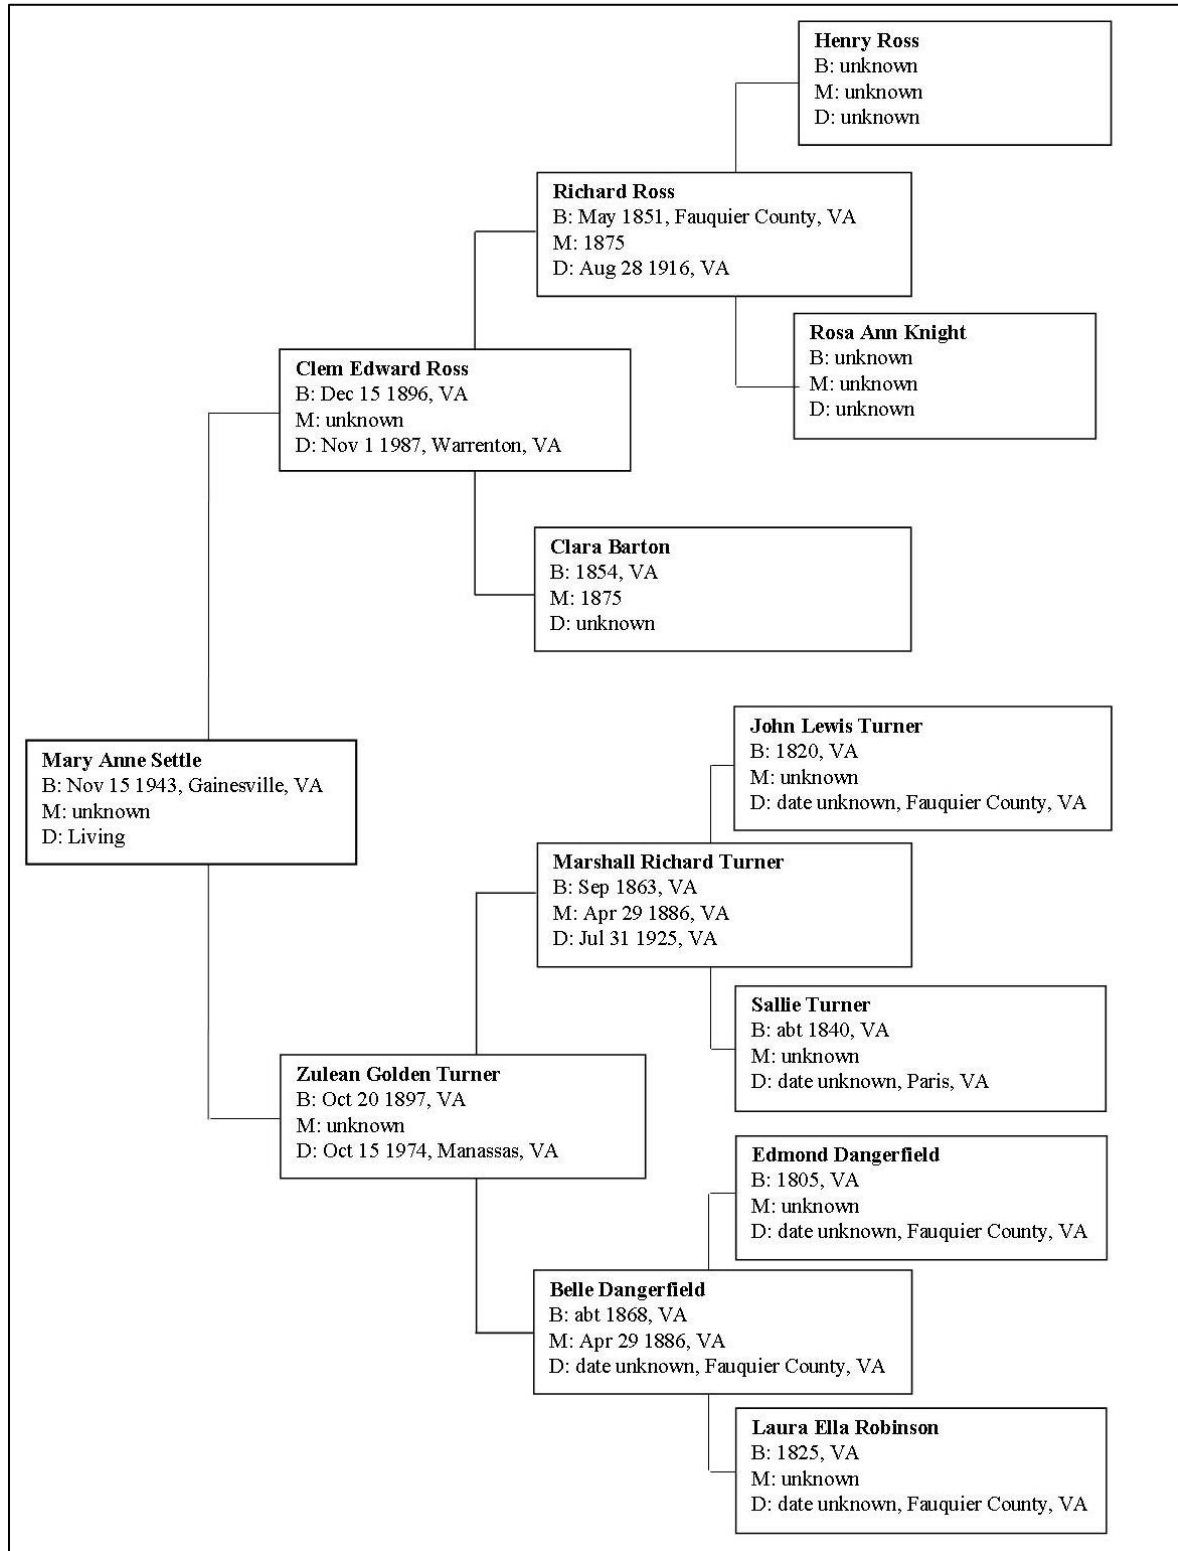 Henry Ross
B: unknown
M: unknown
D: unknown
Richard Ross
B: May 1851, Fauquier County, VA
M: 1875
D: Aug 28 1916, VA
Rosa Ann Knight
B: unknown
M: unknown
D: unknown
Clem Edward Ross
B: Dec 15 1896, VA
M: unknown
D: Nov 1 1987, Warrenton, VA
Clara Barton
B: 1854, VA
M: 1875
D: unknown
Mary Anne Settle
B: Nov 15 1943, Gainesville, VA
M: unknown
D: Living
John Lewis Turner
B: 1820, VA
M: unknown
D: date unknown, Fauquier County, VA
Marshall Richard Turner
B: Sep 1863, VA
M: Apr 29 1886, VA
D: Jul 31 1925, VA
Sallie Turner
B: abt 1840, VA
M: unknown
D: date unknown, Paris, VA
Zulean Golden Turner
B: Oct 20 1897, VA
M: unknown
D: Oct 15 1974, Manassas, VA
Edmond Dangerfield
B: 1805, VA
M: unknown
D: date unknown, Fauquier County, VA
Belle Dangerfield
B: abt 1868, VA
M: Apr 29 1886, VA
D: date unknown, Fauquier County, VA
Laura Ella Robinson
B: 1825, VA
M: unknown
D: date unknown, Fauquier County, VA